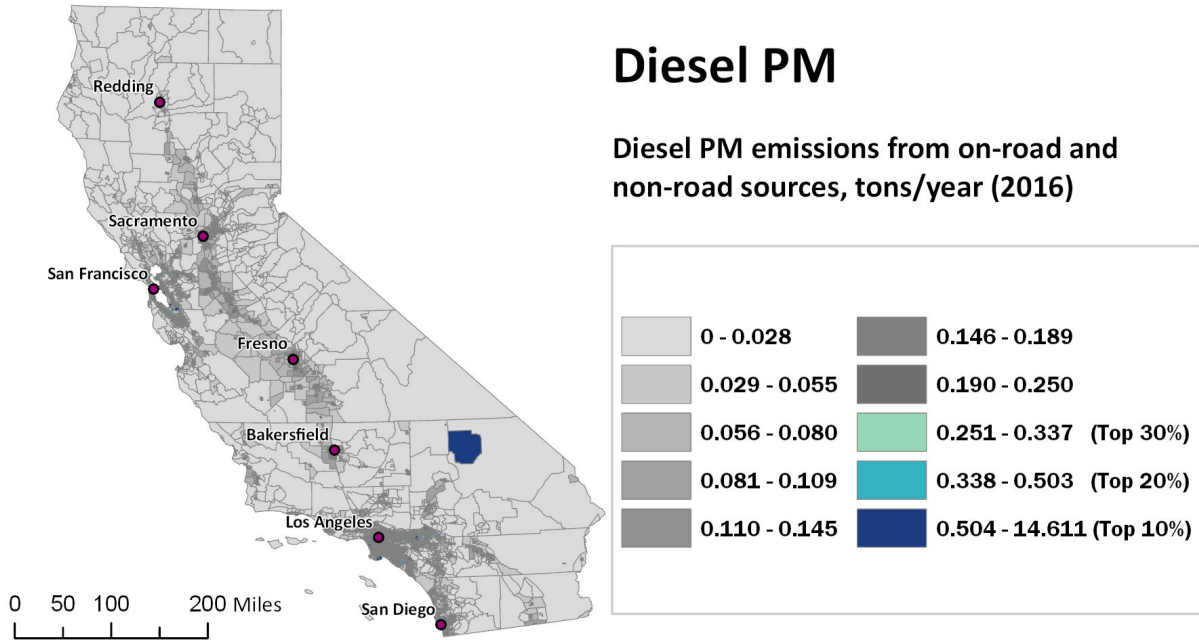 Diesel PM
Diesel PM emissions from on-road and
non-road sources, tons/year (2016)
0 - 0.028
0.029 - 0.055
0.056 - 0.080
0.081 - 0.109
0.110 - 0.145
0.146 - 0.189
0.190 - 0.250
0.251 - 0.337 (Top 30%)
0.338 - 0.503 (Top 20%)
0.504 - 14.611 (Top 10%)
Redding
Sacramento
San Francisco
Fresno
Bakersfield
Los Angeles
San Diego
0 50 100 200 Miles